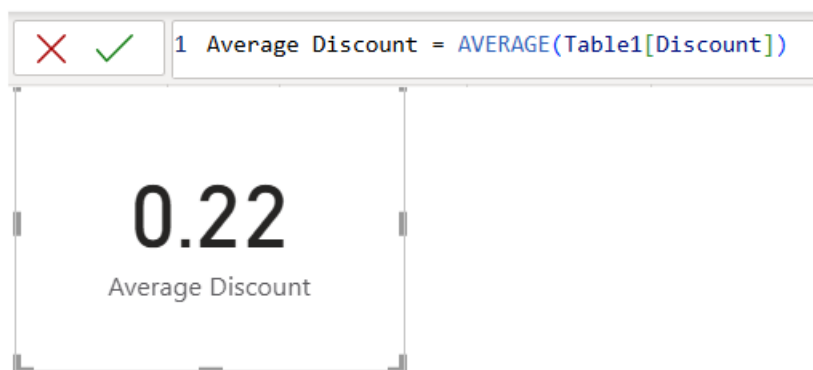 1 Average Discount = AVERAGE(Table1[Discount])
0.22
Average Discount